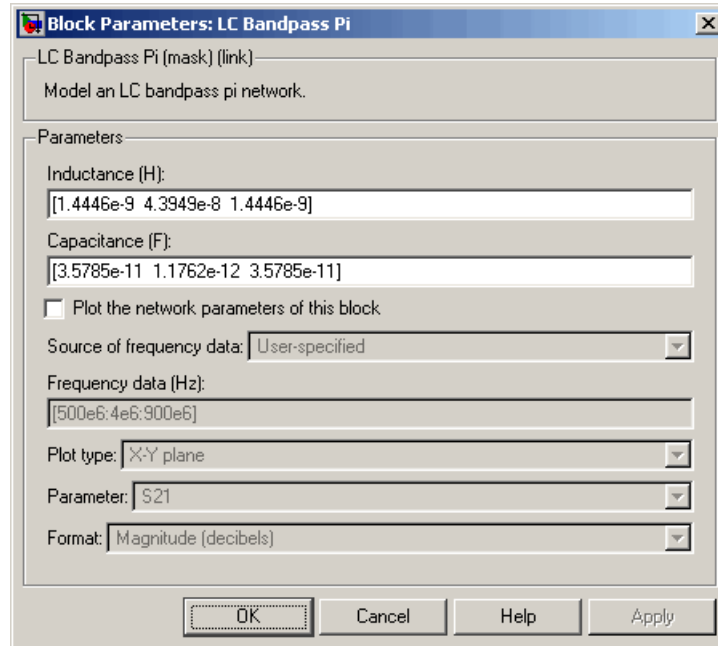 Block Parameters: LC Bandpass Pi
LC Bandpass Pi (mask) (link)
Model an LC bandpass pi network.
Parameters
Inductance (H):
[1.4446e-9 4.3949e-8 1.4446e-9]
Capacitance (F):
[3.5785e-11 1.1762e-12 3.5785e-11]
Plot the network parameters of this block
Source of frequency data: User-specified
Frequency data (Hz):
[500e6:4e6:900e6]
Plot type: X-Y plane
Parameter: S21
Format: Magnitude (decibels)
OK Cancel Help Apply